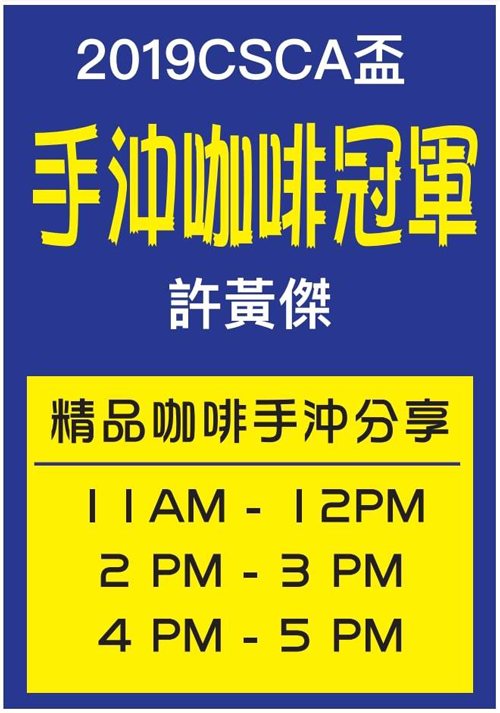 2019CSCA盃
手沖咖啡冠軍
許黃傑
精品咖啡手沖分享
11AM - 12PM
2 PM - 3 PM
4 PM - 5 PM